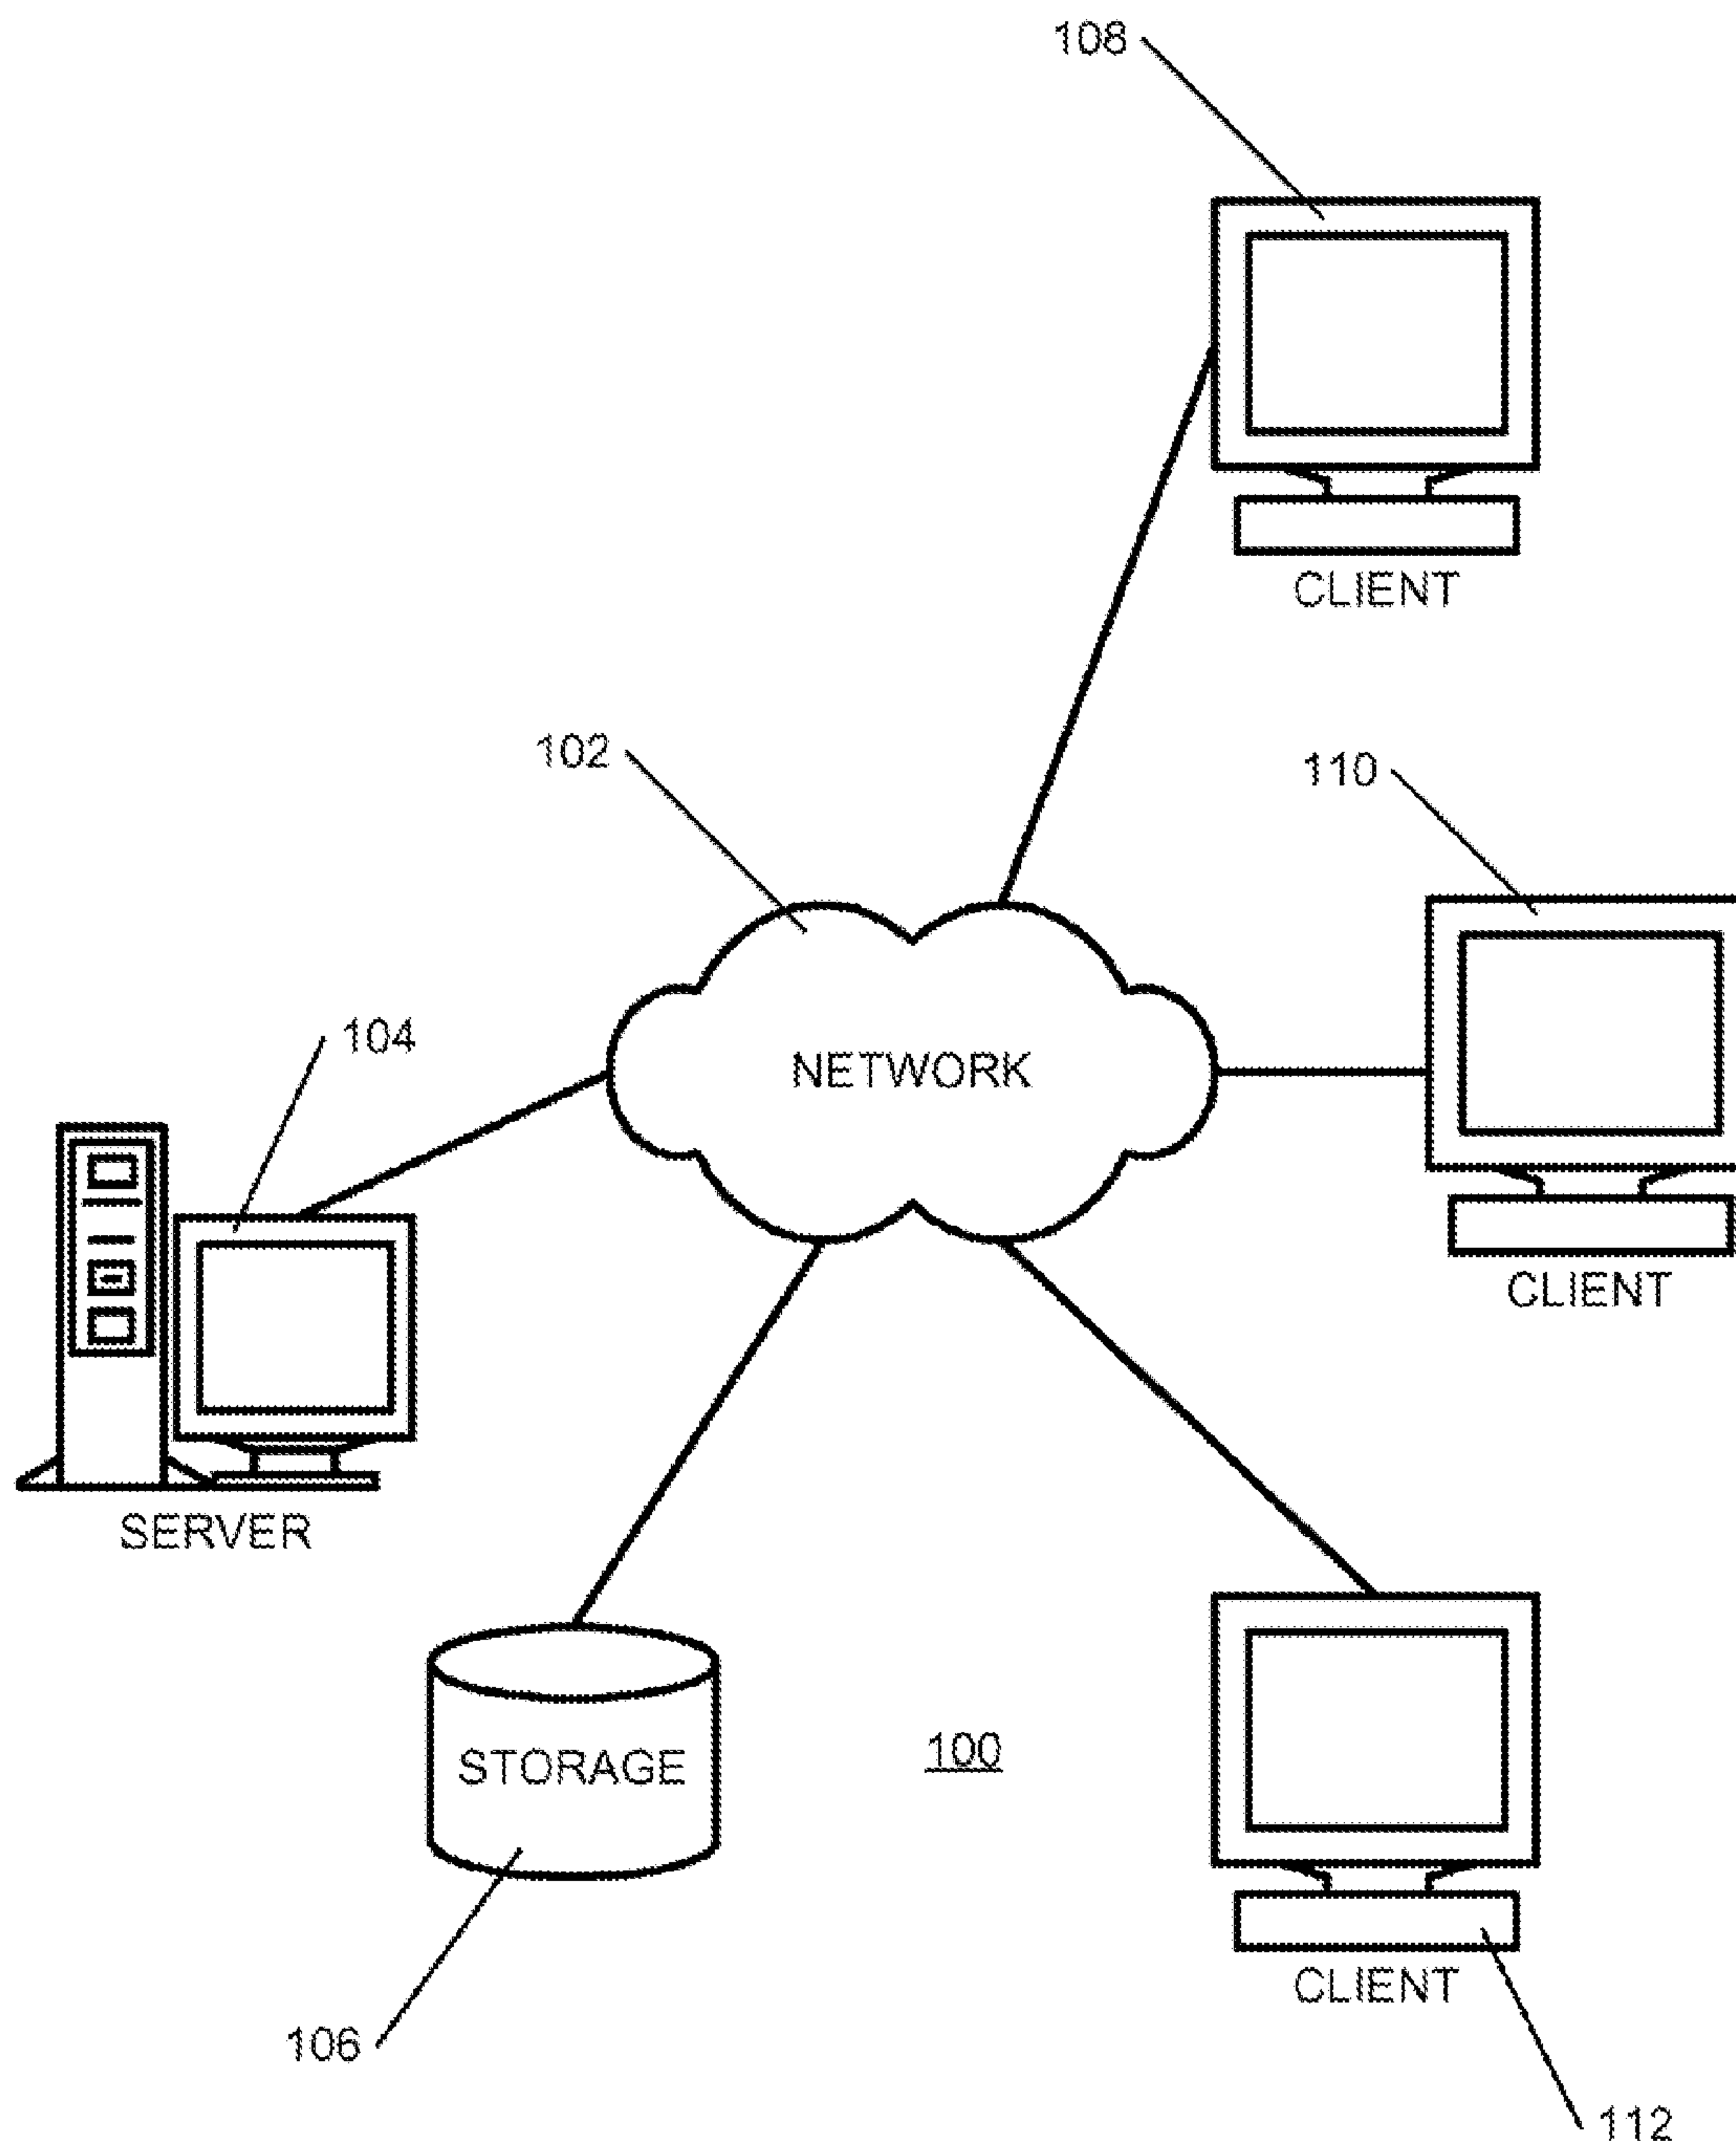 108
CLIENT
102
110
104
NETWORK
CLIENT
SERVER
STORAGE
100
CLIENT
106
112